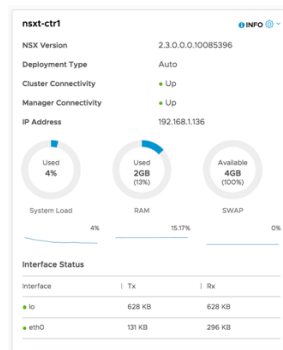 nsxt-ctr1 INFO
NSX Version 2.3.0.0.0.10085396
Deployment Type Auto
Cluster Connectivity Up
Manager Connectivity Up
IP Address 192.168.1.136
Used Used Available
4% 2GB 4GB
(13%) (100%)
System Load RAM SWAP
4% 15.17% 0%
Interface Status
Interface Tx Rx
lo 628 KB 628 KB
eth0 131 KB 296 KB